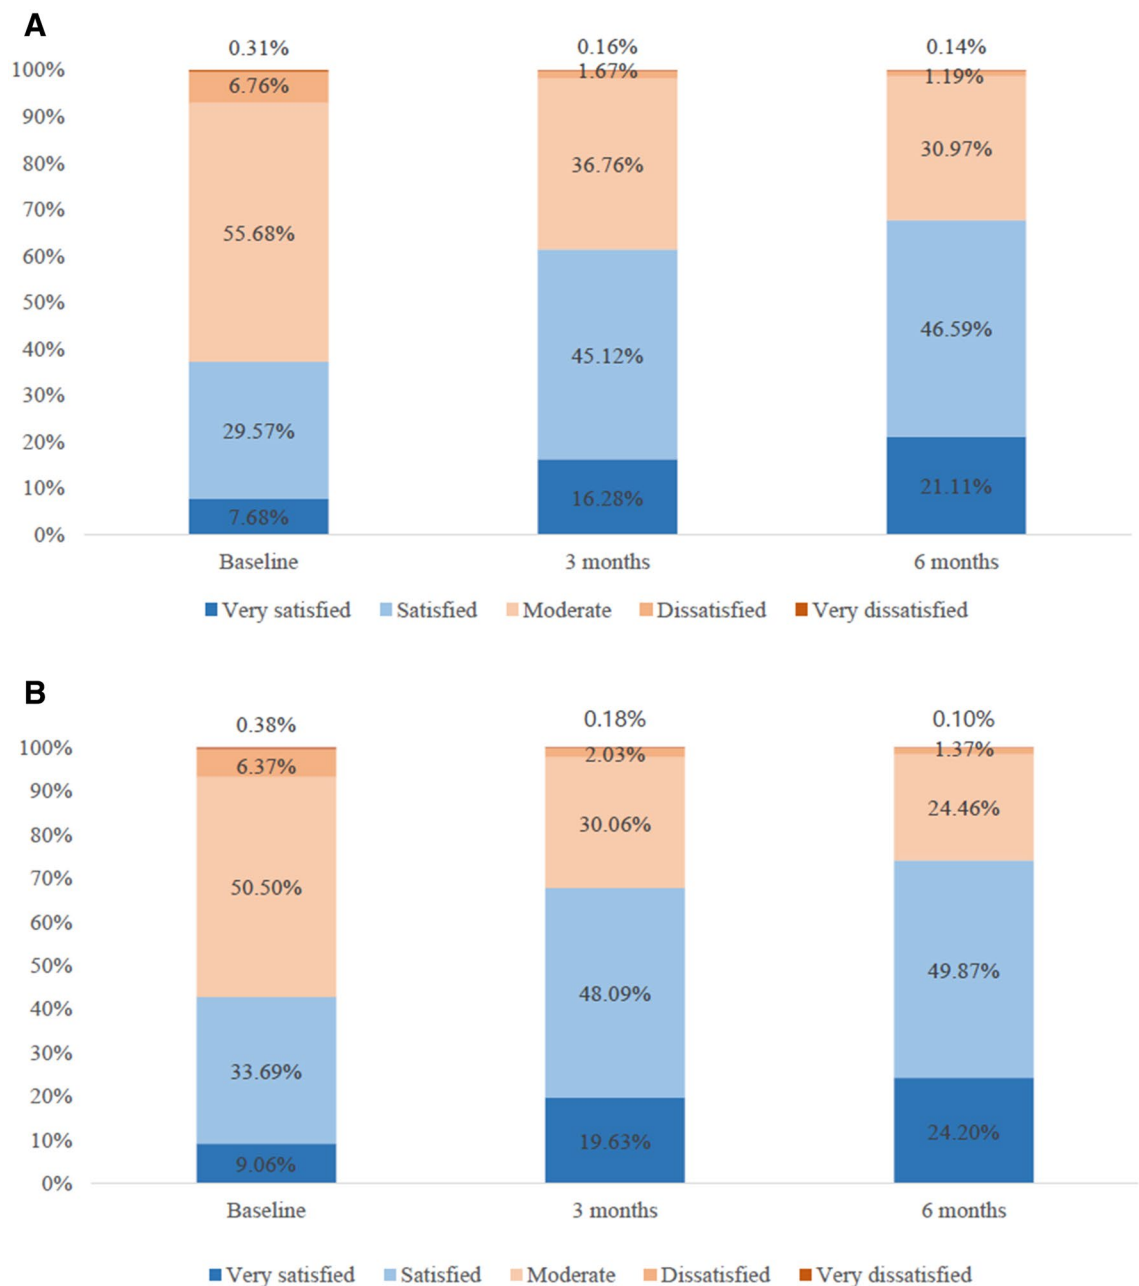 A
0.31% 0.16% 0.14%
100% 6.76% 1.67% 1.19%
90%
80% 36.76% 30.97%
70%
60% 55.68%
50%
40% 45.12% 46.59%
30%
20% 29.57%
10% 16.28% 21.11%
0% 7.68%
Baseline 3 months 6 months
Very satisfied Satisfied Moderate Dissatisfied Very dissatisfied
B
0.38% 0.18% 0.10%
100% 6.37% 2.03% 1.37%
90%
80% 30.06% 24.46%
70% 50.50%
60%
50% 48.09% 49.87%
40%
30% 33.69%
20%
10% 19.63% 24.20%
0% 9.06%
Baseline 3 months 6 months
Very satisfied Satisfied Moderate Dissatisfied Very dissatisfied